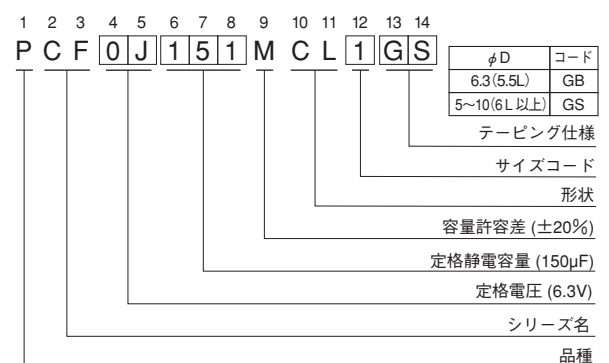 1 2 3 4 5 6 7 8 9 10 11 12 13 14
P C F 0 J 1 5 1 M C L 1 G S
φD コード
6.3(5.5L) GB
5～10(6L以上) GS
テーピング仕様
サイズコード
形状
容量許容差 (±20%)
定格静電容量 (150µF)
定格電圧 (6.3V)
シリーズ名
品種